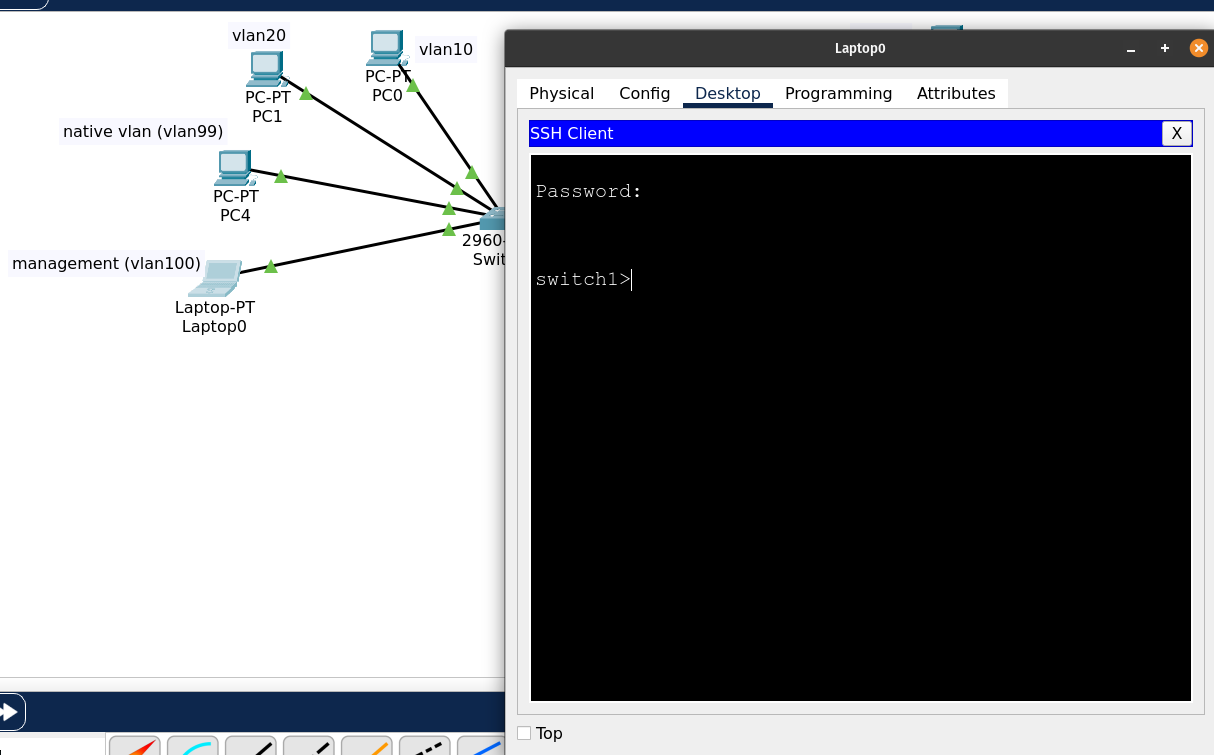 vlan20
vlan10
PC-PT
PC0
PC-PT
PC1
native vlan (vlan99)
PC-PT
PC4
management (vlan100)
Laptop-PT
Laptop0
2960-
Swit
Laptop0
Physical
Config
Desktop
Programming
Attributes
SSH Client
X
Password:
switch1>
Top